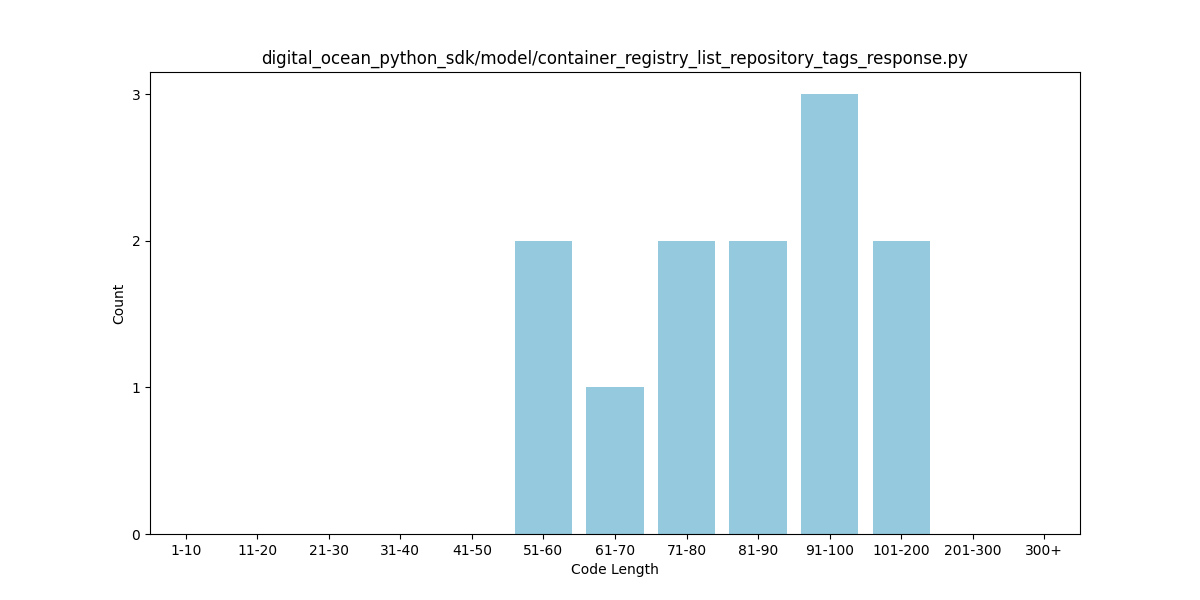 digital_ocean_python_sdk/model/container_registry_list_repository_tags_response.py
3
2
1
0
Count
1-10 11-20 21-30 31-40 41-50 51-60 61-70 71-80 81-90 91-100 101-200 201-300 300+
Code Length